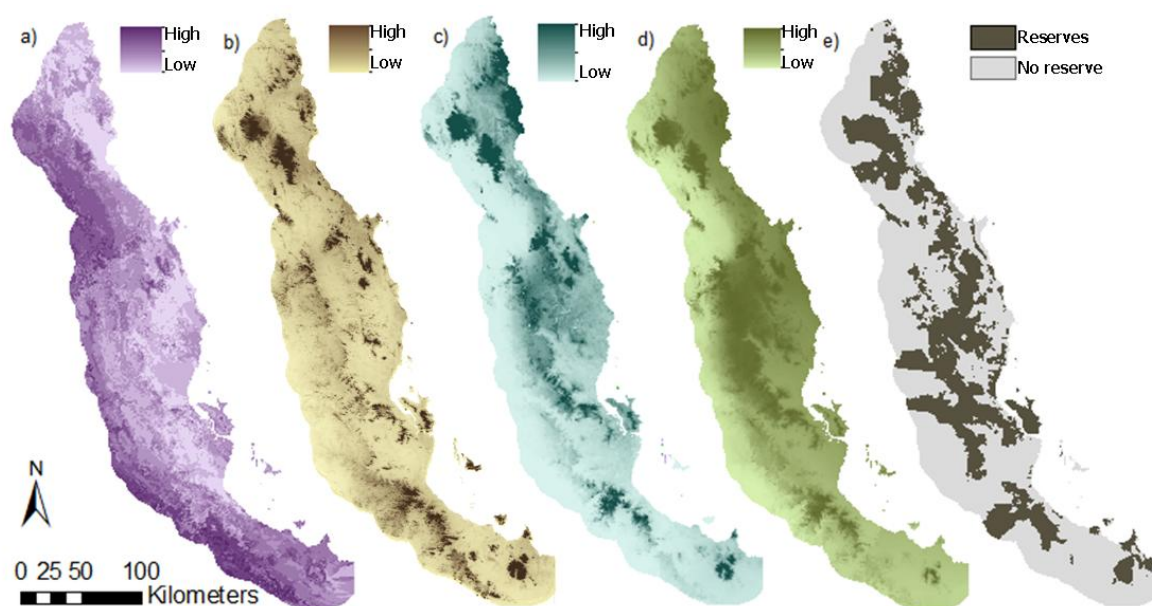 a)
High
Low
b)
High
Low
c)
High
Low
d)
High
Low
e)
Reserves
No reserve
N
0 25 50 100
Kilometers